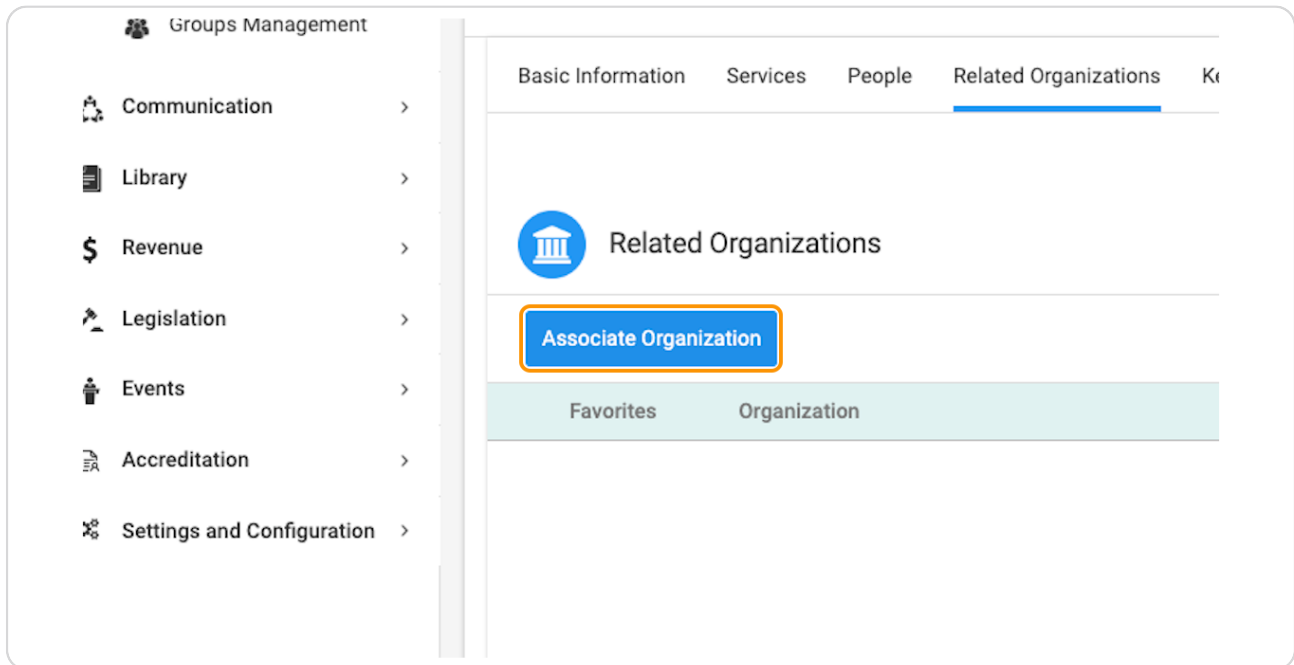 Groups Management
Communication
Library
Revenue
Legislation
Events
Accreditation
Settings and Configuration
Basic Information Services People Related Organizations
Related Organizations
Associate Organization
Favorites Organization